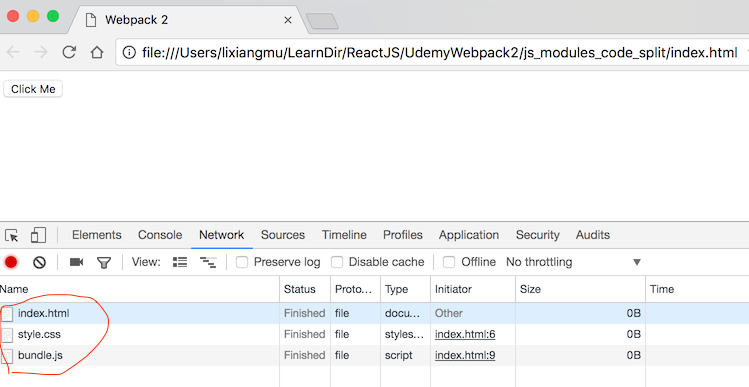 Webpack 2
file:///Users/lixiangmu/LearnDir/ReactJS/UdemyWebpack2/js_modules_code_split/index.html
Click Me
Elements Console Network Sources Timeline Profiles Application Security Audits
View: Preserve log Disable cache Offline No throttling
Name Status Proto... Type Initiator Size Time
index.html Finished file docu... Other 0B
style.css Finished file styles... index.html:6 0B
bundle.js Finished file script index.html:9 0B